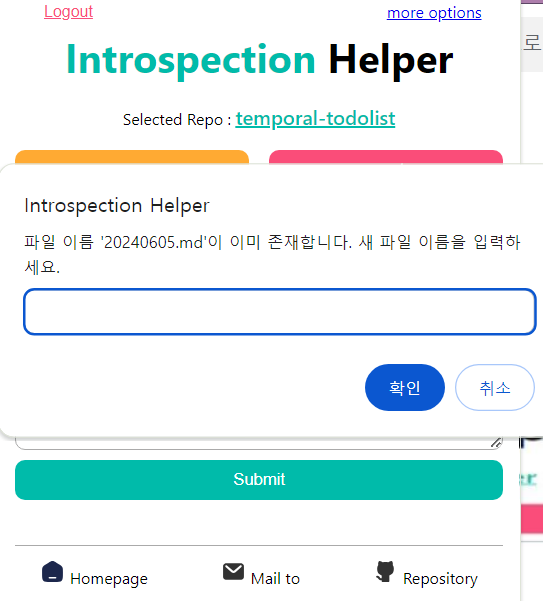 Logout
more options
로
Introspection Helper
Selected Repo : temporal-todolist
Introspection Helper
파일 이름 '20240605.md'이 이미 존재합니다. 새 파일 이름을 입력하
세요.
확인
취소
Submit
Homepage
Mail to
Repository